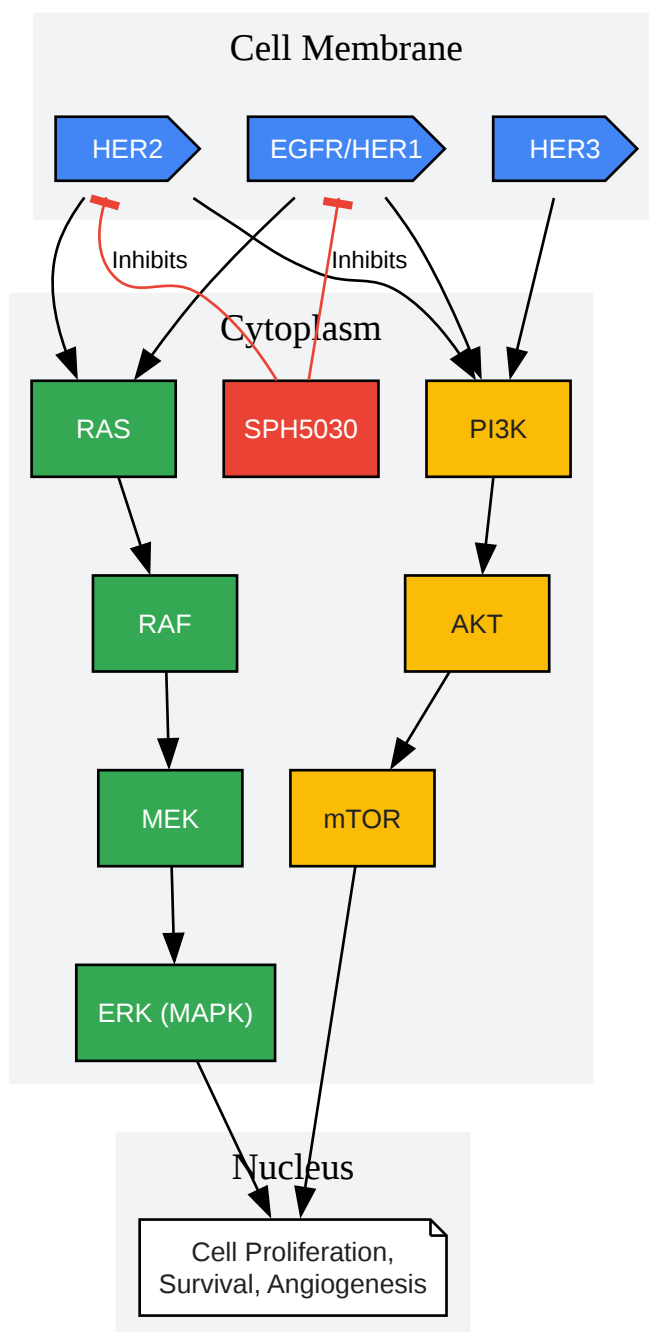 Cell Membrane
HER2
EGFR/HER1
HER3
Inhibits
Inhibits
Cytoplasm
RAS
SPH5030
PI3K
RAF
AKT
MEK
mTOR
ERK (MAPK)
Nucleus
Cell Proliferation,
Survival, Angiogenesis